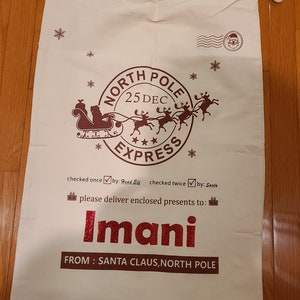 NORTH POLE
25 DEC
EXPRESS
checked once ☑ by: Head Elf checked twice ☑ by: Santa
please deliver enclosed presents to:
Imani
FROM : SANTA CLAUS,NORTH POLE